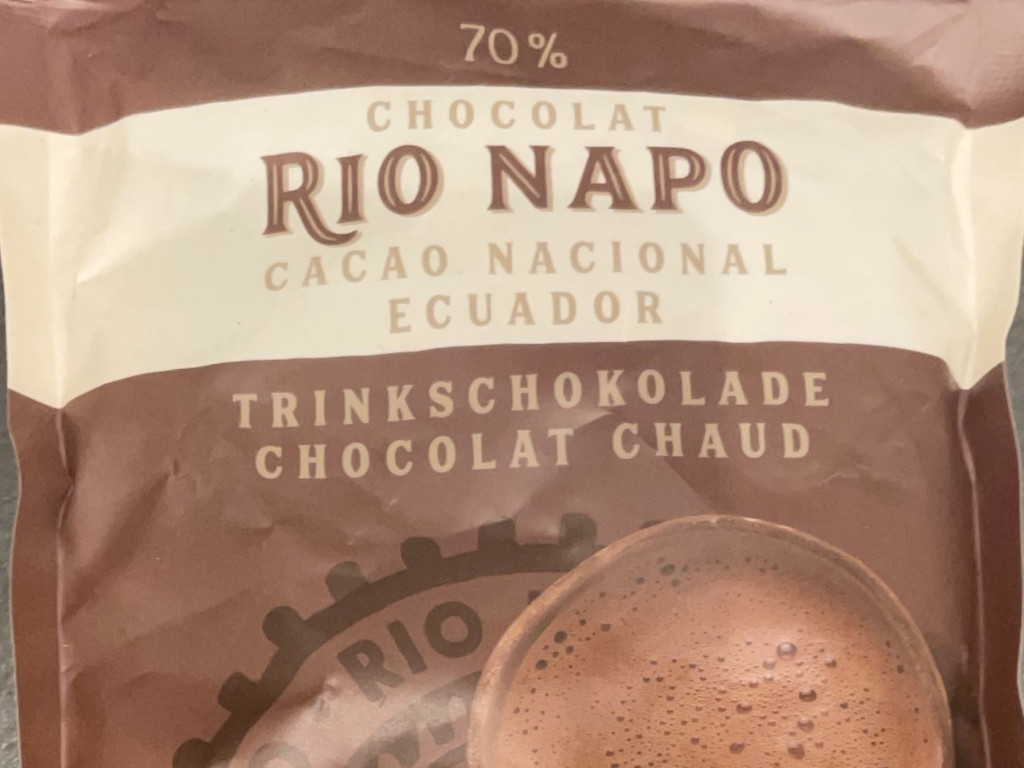 70%
CHOCOLAT
RIO NAPO
CACAO NACIONAL
ECUADOR
TRINKSCHOKOLADE
CHOCOLAT CHAUD
RIO